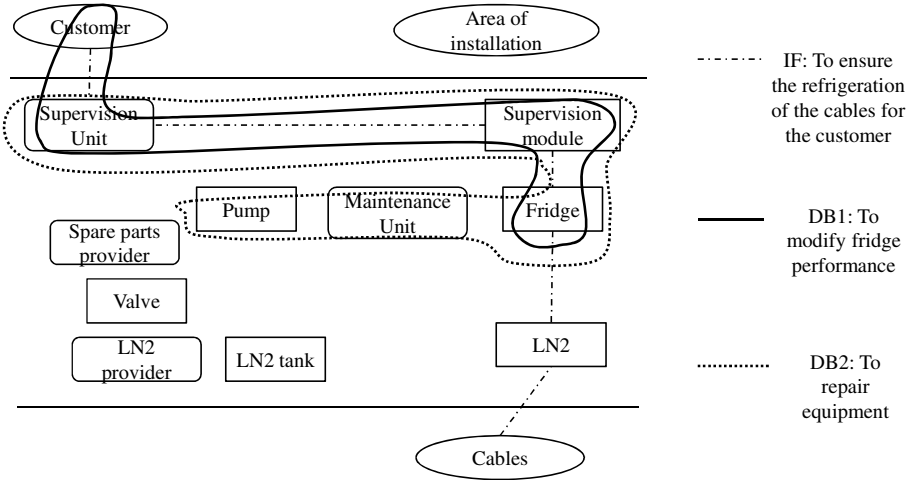 Customer
Area of
installation
Supervision
Unit
Supervision
module
Pump
Maintenance
Unit
Fridge
Spare parts
provider
Valve
LN2
provider
LN2 tank
LN2
Cables
IF: To ensure
the refrigeration
of the cables for
the customer
DB1: To
modify fridge
performance
DB2: To
repair
equipment